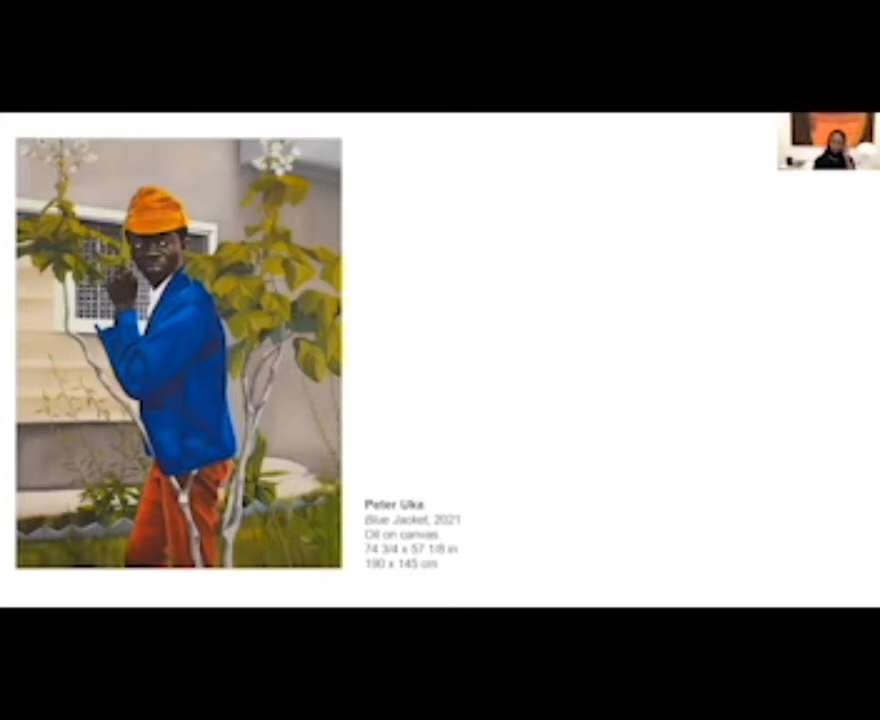 Peter Uka
Blue Jacket, 2021
Oil on canvas
74 3/4 x 57 1/8 in
190 x 145 cm